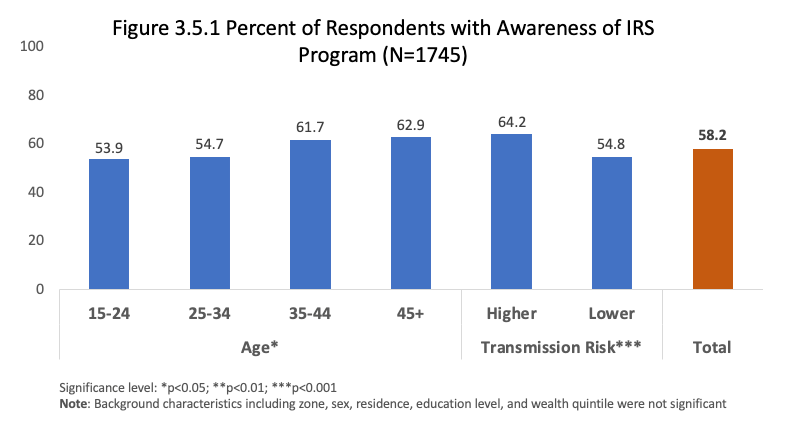 Figure 3.5.1 Percent of Respondents with Awareness of IRS
Program (N=1745)
100
80
60
40
20
0
53.9
54.7
61.7
62.9
64.2
54.8
58.2
15-24
25-34
35-44
45+
Higher
Lower
Age*
Transmission Risk***
Total
Significance level: *p<0.05; **p<0.01; ***p<0.001
Note: Background characteristics including zone, sex, residence, education level, and wealth quintile were not significant